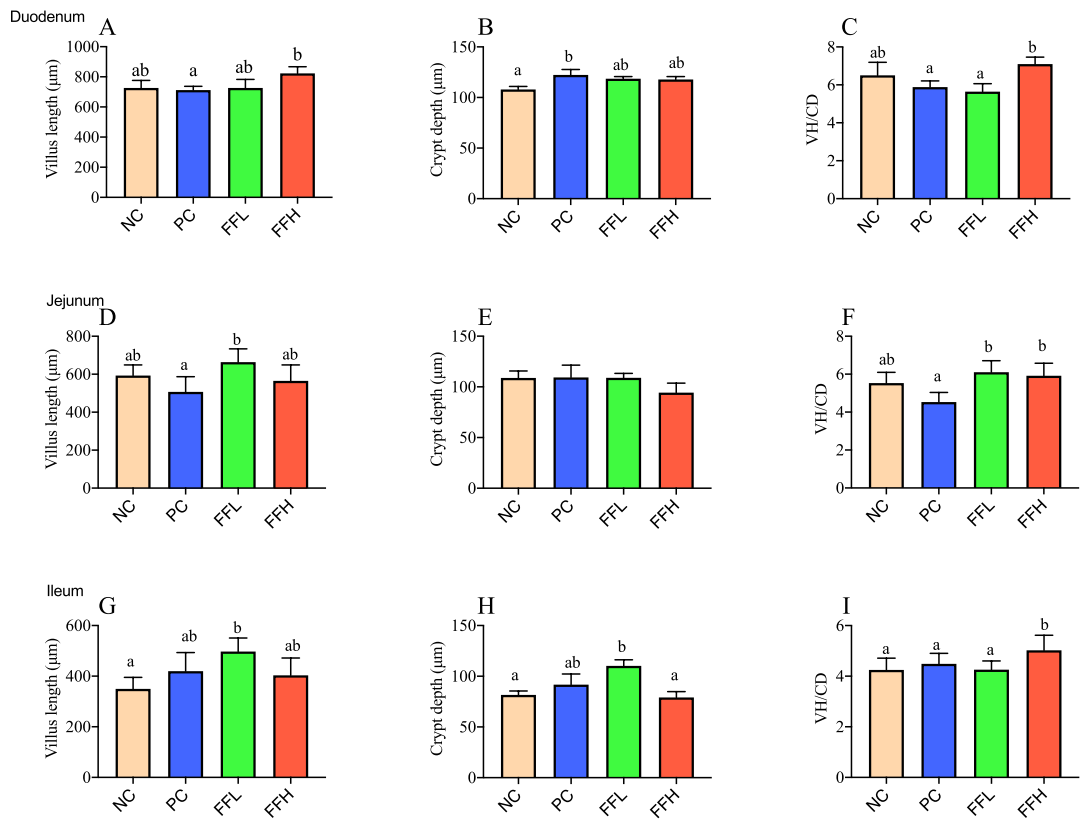 Duodenum
A
Villus length (μm)
1000
800
600
400
200
0
ab
a
ab
b
NC
PC
FFL
FFH
B
Crypt depth (μm)
150
100
50
0
a
b
ab
ab
NC
PC
FFL
FFH
C
VH/CD
8
6
4
2
0
ab
a
a
b
NC
PC
FFL
FFH
Jejunum
D
Villus length (μm)
800
600
400
200
0
ab
a
b
ab
NC
PC
FFL
FFH
E
Crypt depth (μm)
150
100
50
0
NC
PC
FFL
FFH
F
VH/CD
8
6
4
2
0
ab
a
b
b
NC
PC
FFL
FFH
Ileum
G
Villus length (μm)
600
400
200
0
a
ab
b
ab
NC
PC
FFL
FFH
H
Crypt depth (μm)
150
100
50
0
a
ab
b
a
NC
PC
FFL
FFH
I
VH/CD
6
4
2
0
a
a
a
b
NC
PC
FFL
FFH